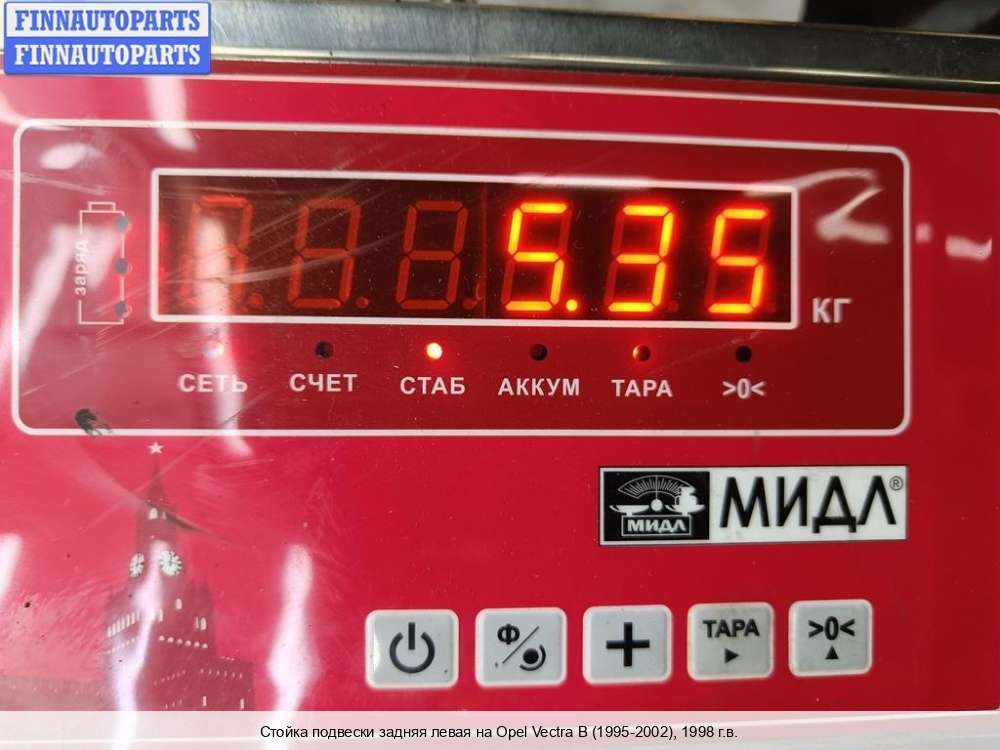 FINNAUTOPARTS
FINNAUTOPARTS
заряд
5.35
КГ
СЕТЬ СЧЕТ СТАБ АККУМ ТАРА >0<
МИДЛ МИДЛ®
Ф
ТАРА >0<
Стойка подвески задняя левая на Opel Vectra B (1995-2002), 1998 г.в.